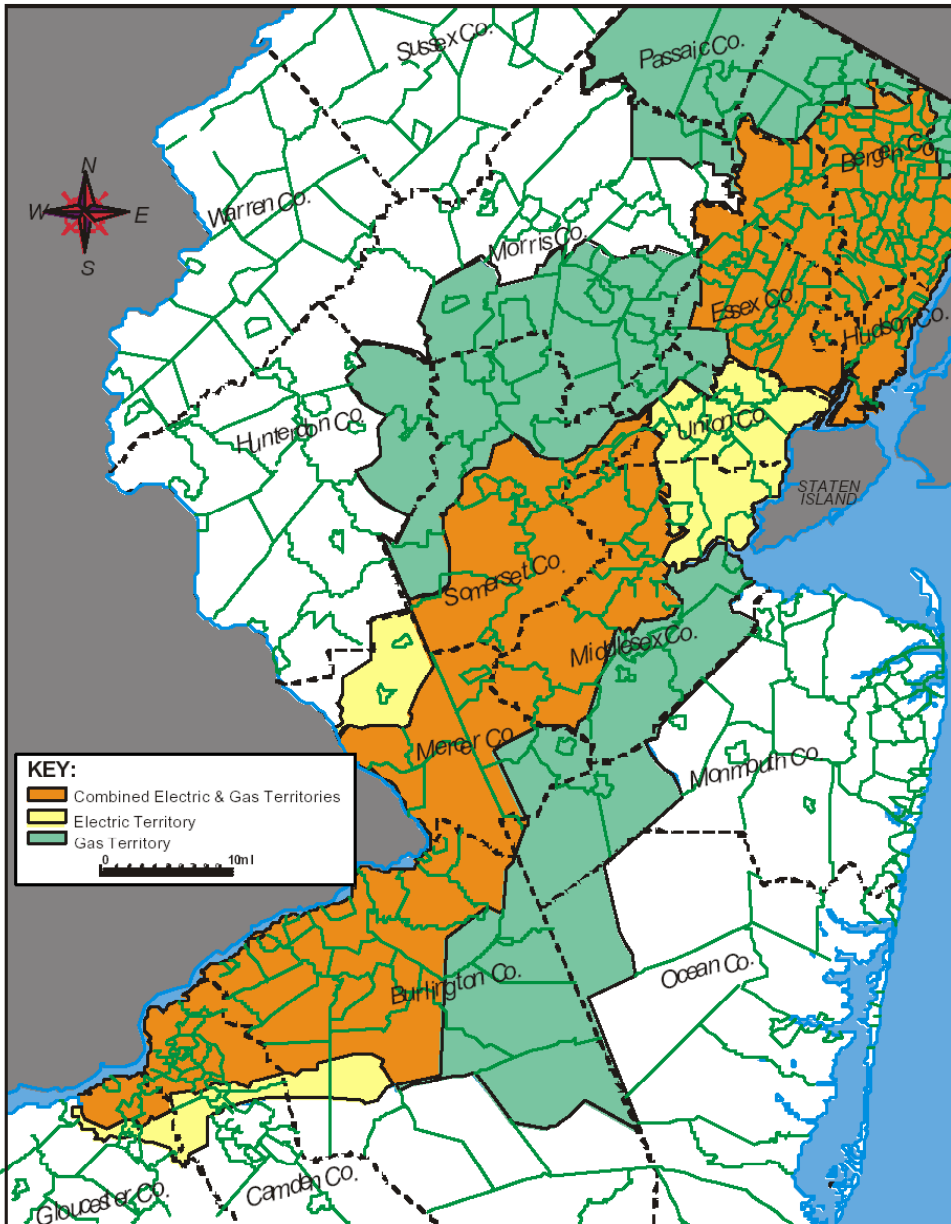 Sussex Co.
Passaic Co.
Bergen Co.
N
W
E
S
Warren Co.
Morris Co.
Essex Co.
Hudson Co.
Hunterdon Co.
Union Co.
STATEN
ISLAND
Somerset Co.
Middlesex Co.
Mercer Co.
Monmouth Co.
KEY:
Combined Electric & Gas Territories
Electric Territory
Gas Territory
0
10mi
Burlington Co.
Ocean Co.
Gloucester Co.
Camden Co.